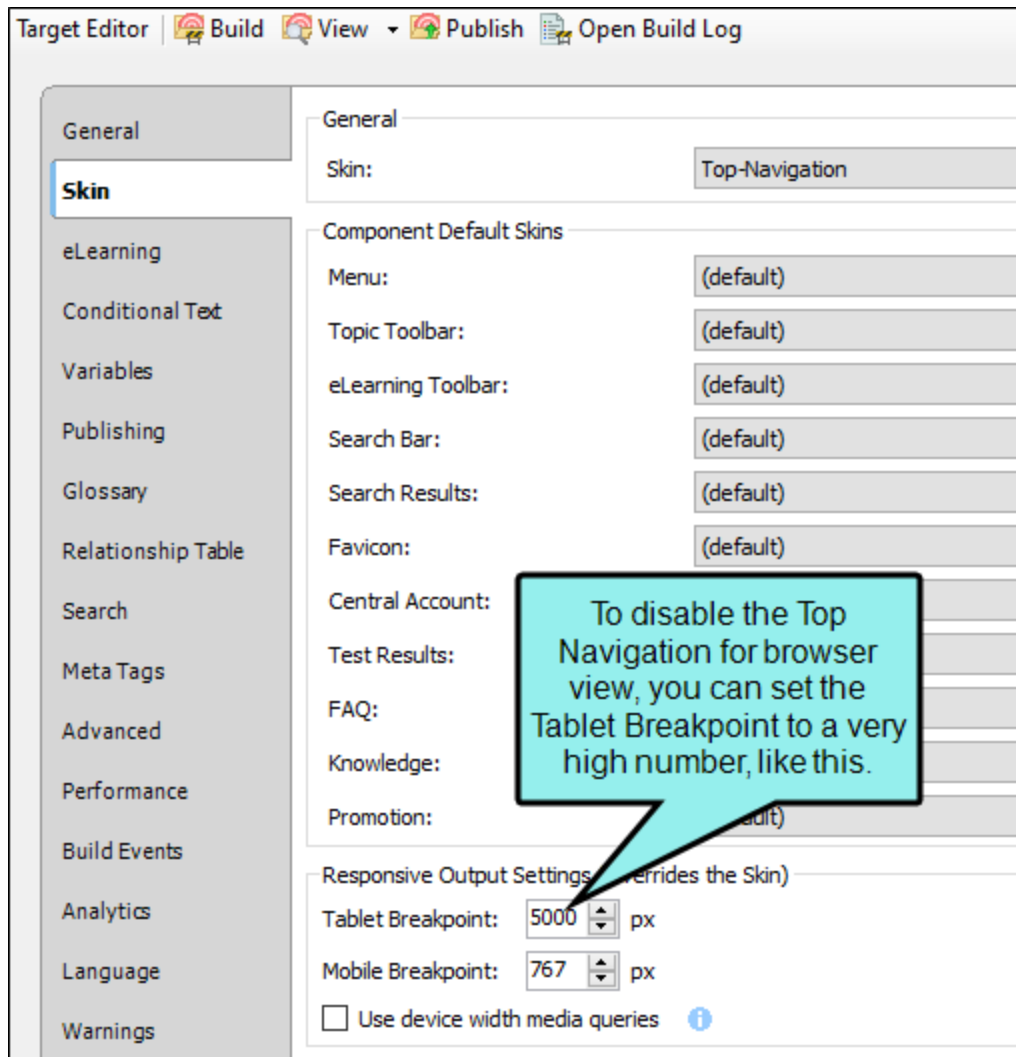 Target Editor Build View Publish Open Build Log
General
Skin
eLearning
Conditional Text
Variables
Publishing
Glossary
Relationship Table
Search
Meta Tags
Advanced
Performance
Build Events
Analytics
Language
Warnings
General
Skin: Top-Navigation
Component Default Skins
Menu: (default)
Topic Toolbar: (default)
eLearning Toolbar: (default)
Search Bar: (default)
Search Results: (default)
Favicon: (default)
Central Account:
Test Results:
FAQ:
Knowledge:
Promotion:
To disable the Top
Navigation for browser
view, you can set the
Tablet Breakpoint to a very
high number, like this.
Responsive Output Settings the Skin)
Tablet Breakpoint: 5000 px
Mobile Breakpoint: 767 px
Use device width media queries